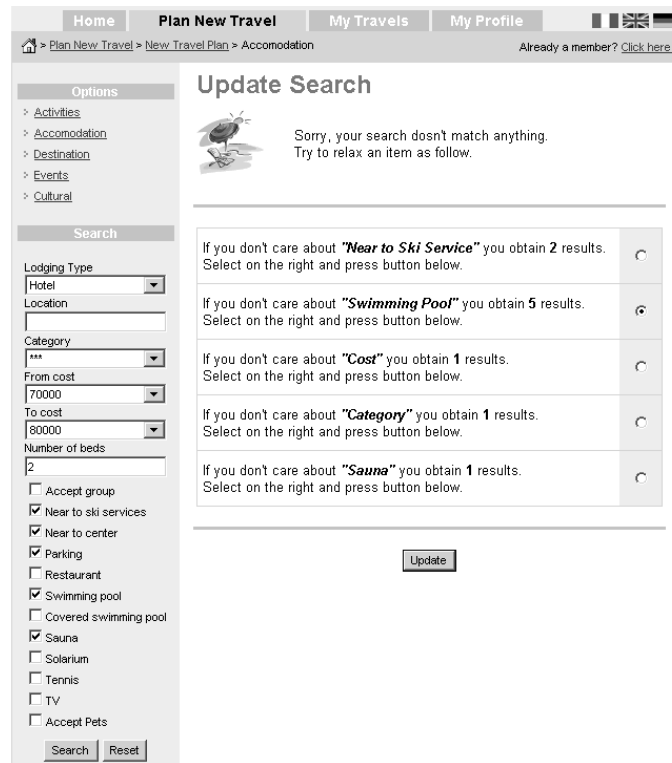 Home Plan New Travel My Travels My Profile
> Plan New Travel > New Travel Plan > Accomodation Already a member? Click here
Options
> Activities
> Accomodation
> Destination
> Events
> Cultural
Search
Lodging Type
Hotel
Location
Category
***
From cost
70000
To cost
80000
Number of beds
2
Accept group
Near to ski services
Near to center
Parking
Restaurant
Swimming pool
Covered swimming pool
Sauna
Solarium
Tennis
TV
Accept Pets
Search Reset
Update Search
Sorry, your search dosn't match anything.
Try to relax an item as follow.
If you don't care about "Near to Ski Service" you obtain 2 results.
Select on the right and press button below.
If you don't care about "Swimming Pool" you obtain 5 results.
Select on the right and press button below.
If you don't care about "Cost" you obtain 1 results.
Select on the right and press button below.
If you don't care about "Category" you obtain 1 results.
Select on the right and press button below.
If you don't care about "Sauna" you obtain 1 results.
Select on the right and press button below.
Update